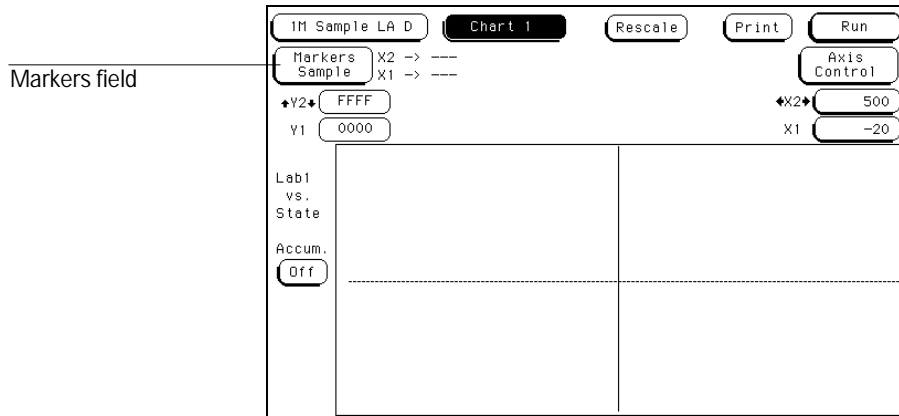 1M Sample LA D
Chart 1
Rescale
Print
Run
Markers field
Markers
Sample
X2 -> ---
X1 -> ---
Axis
Control
Y2
FFFF
X2
500
Y1
0000
X1
-20
Lab1
vs.
State
Accum.
Off